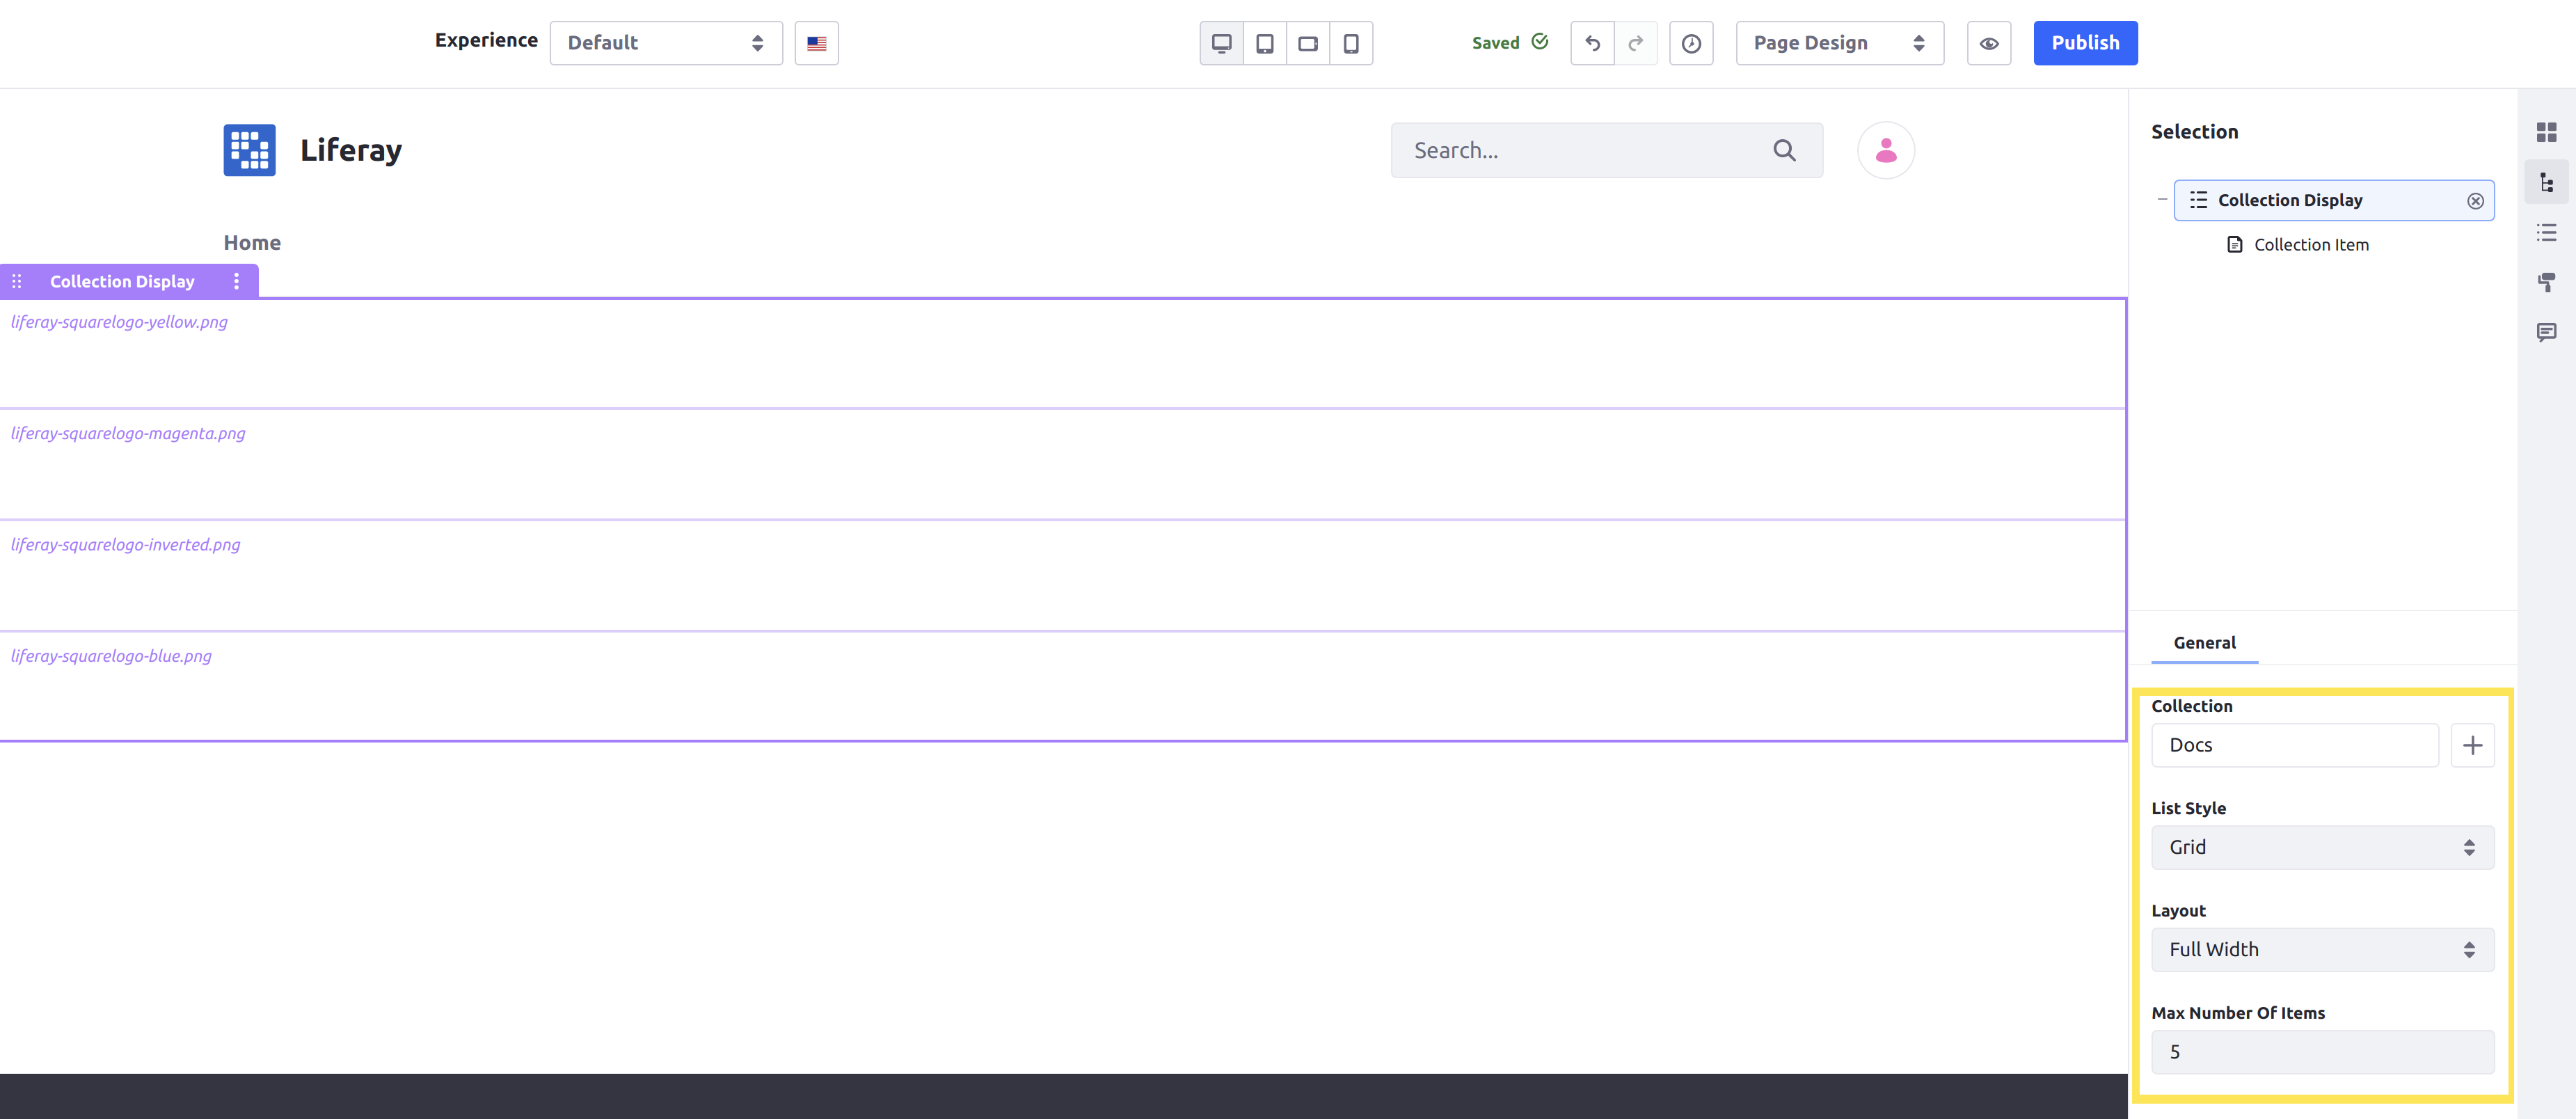 Experience Default Saved Page Design Publish
Liferay Search...
Home
Collection Display
liferay-squarelogo-yellow.png
liferay-squarelogo-magenta.png
liferay-squarelogo-inverted.png
liferay-squarelogo-blue.png
Selection
Collection Display
Collection Item
General
Collection
Docs
List Style
Grid
Layout
Full Width
Max Number Of Items
5